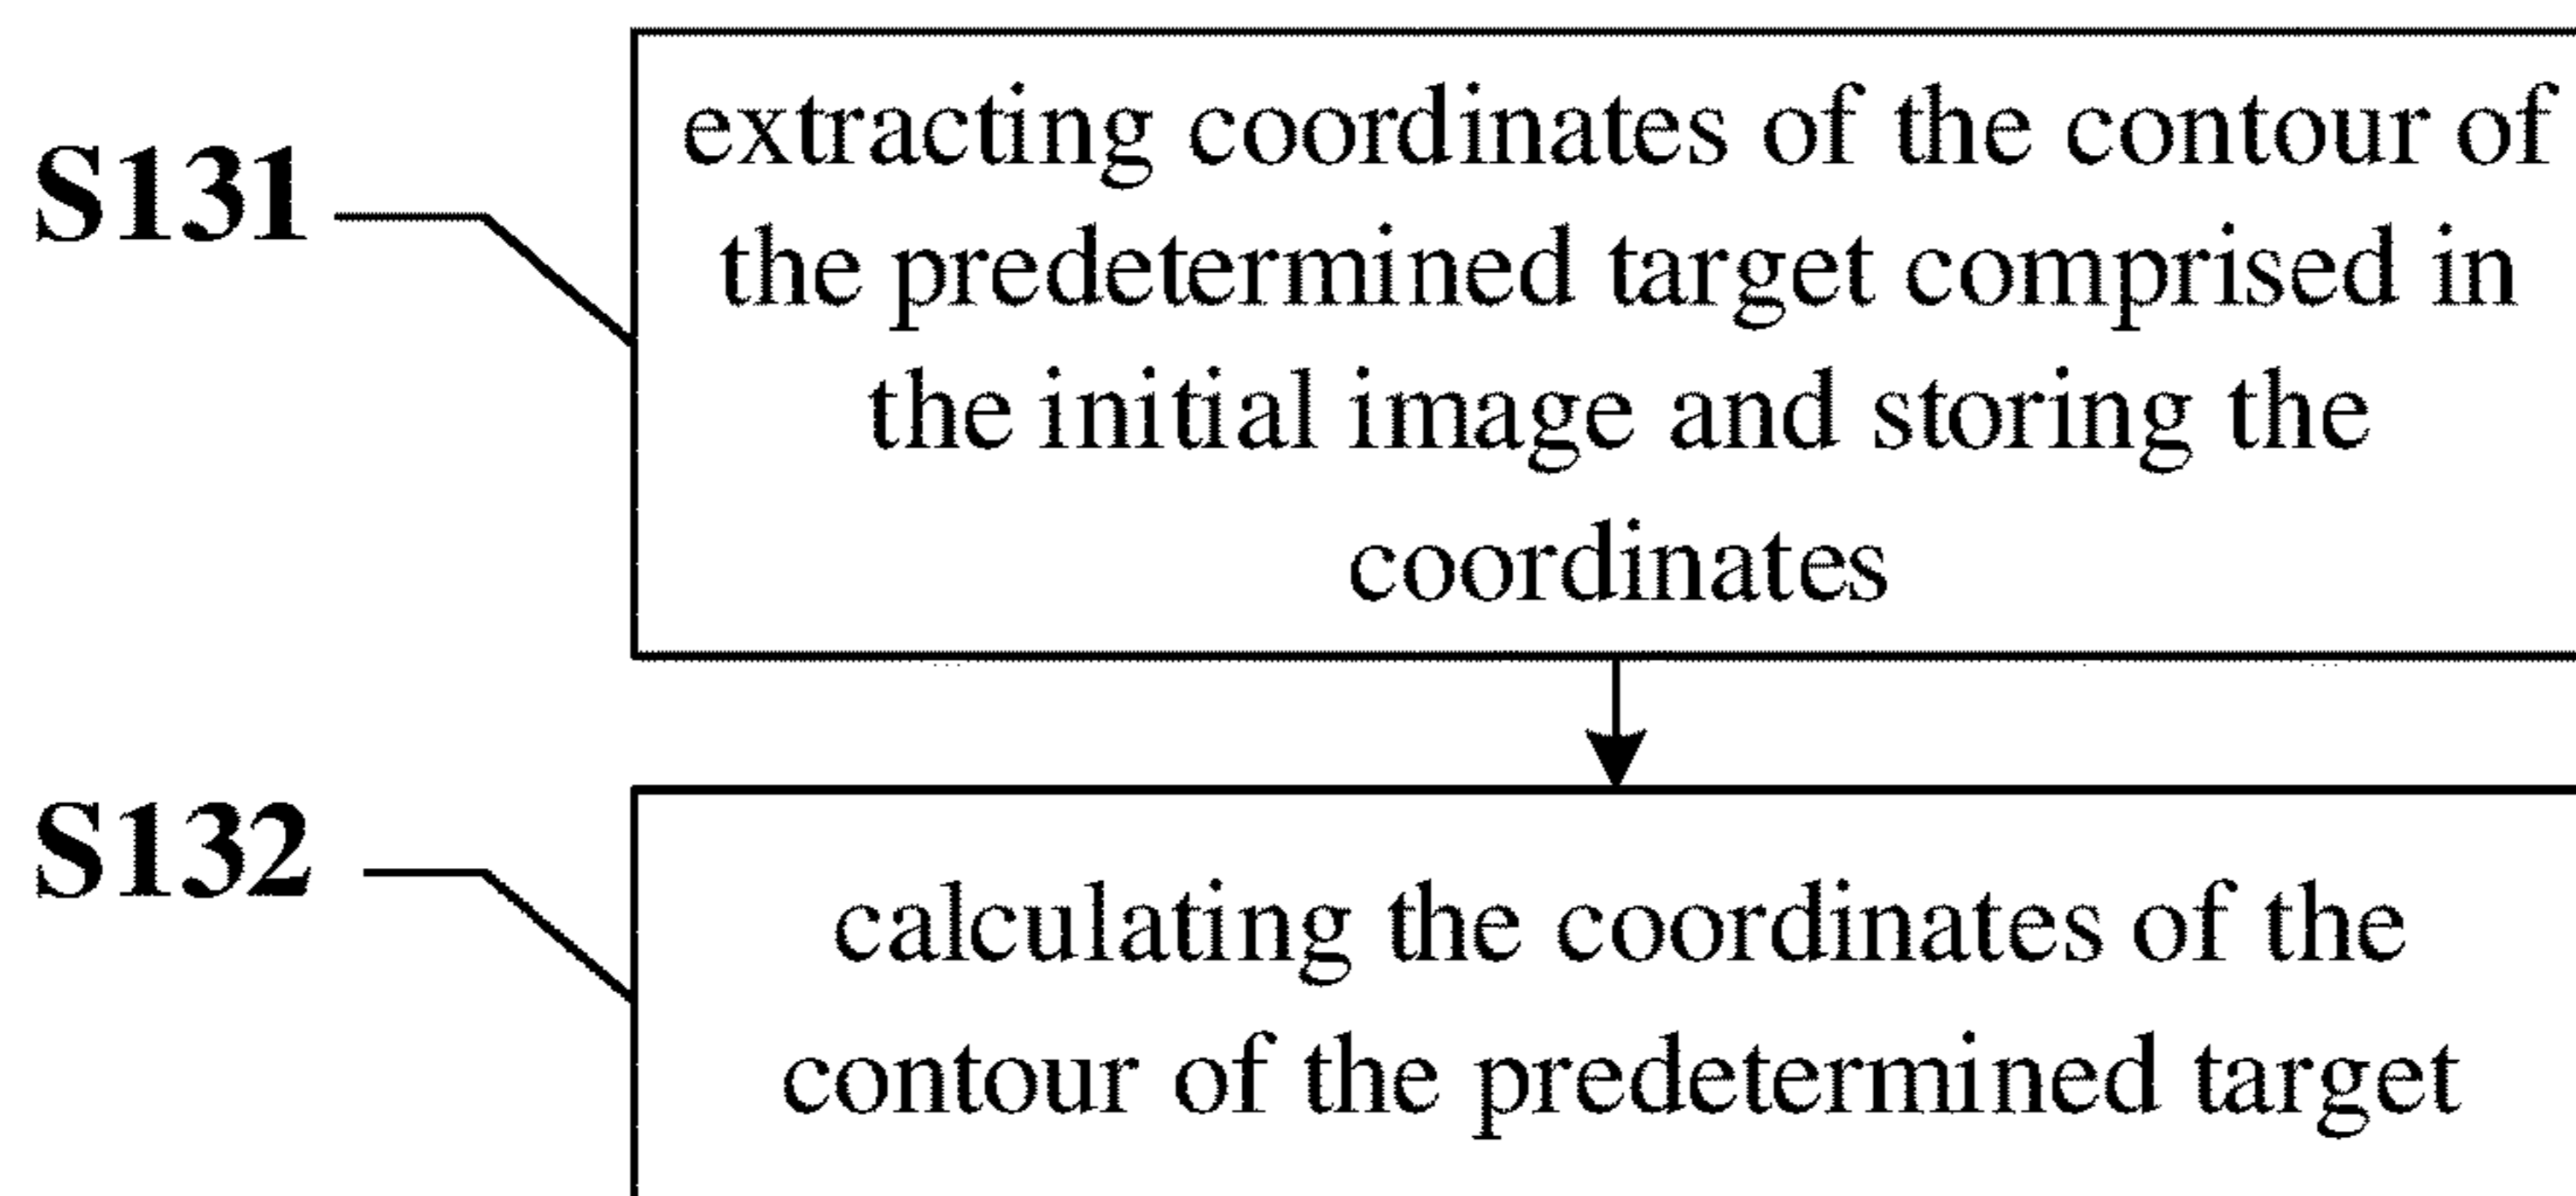 S131
extracting coordinates of the contour of
the predetermined target comprised in
the initial image and storing the
coordinates
S132
calculating the coordinates of the
contour of the predetermined target